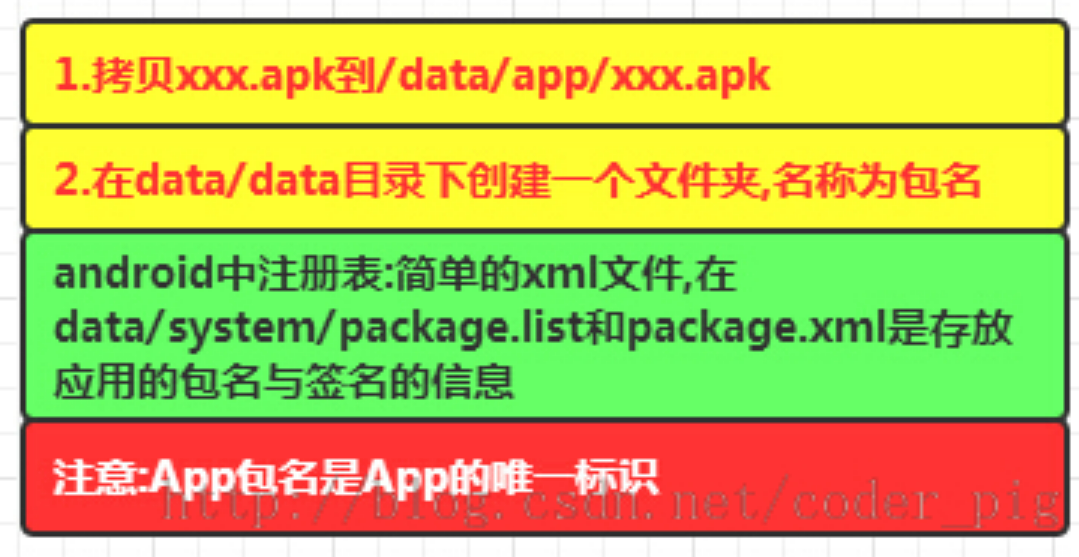 1.拷贝xxx.apk到/data/app/xxx.apk
2.在data/data目录下创建一个文件夹,名称为包名
android中注册表:简单的xml文件,在
data/system/package.list和package.xml是存放
应用的包名与签名的信息
注意:App包名是App的唯一标识
http://blog.csdn.net/coder_pig